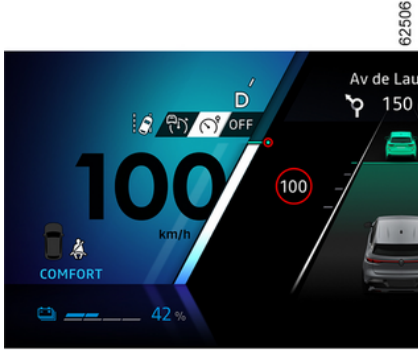 62506
Av de Lau
150
D
OFF
100
km/h
100
COMFORT
42 %